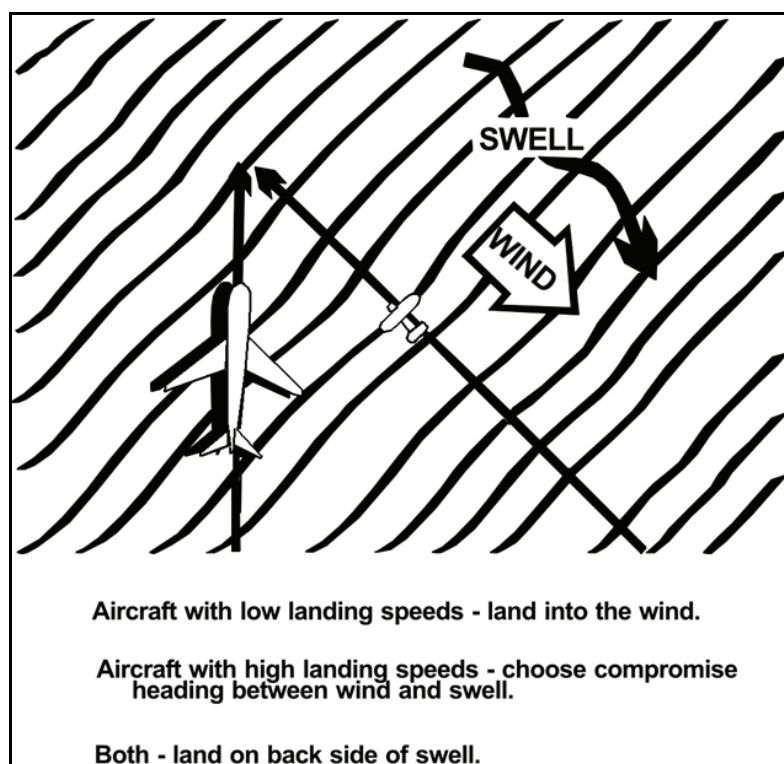 SWELL
WIND
Aircraft with low landing speeds - land into the wind.
Aircraft with high landing speeds - choose compromise
heading between wind and swell.
Both - land on back side of swell.